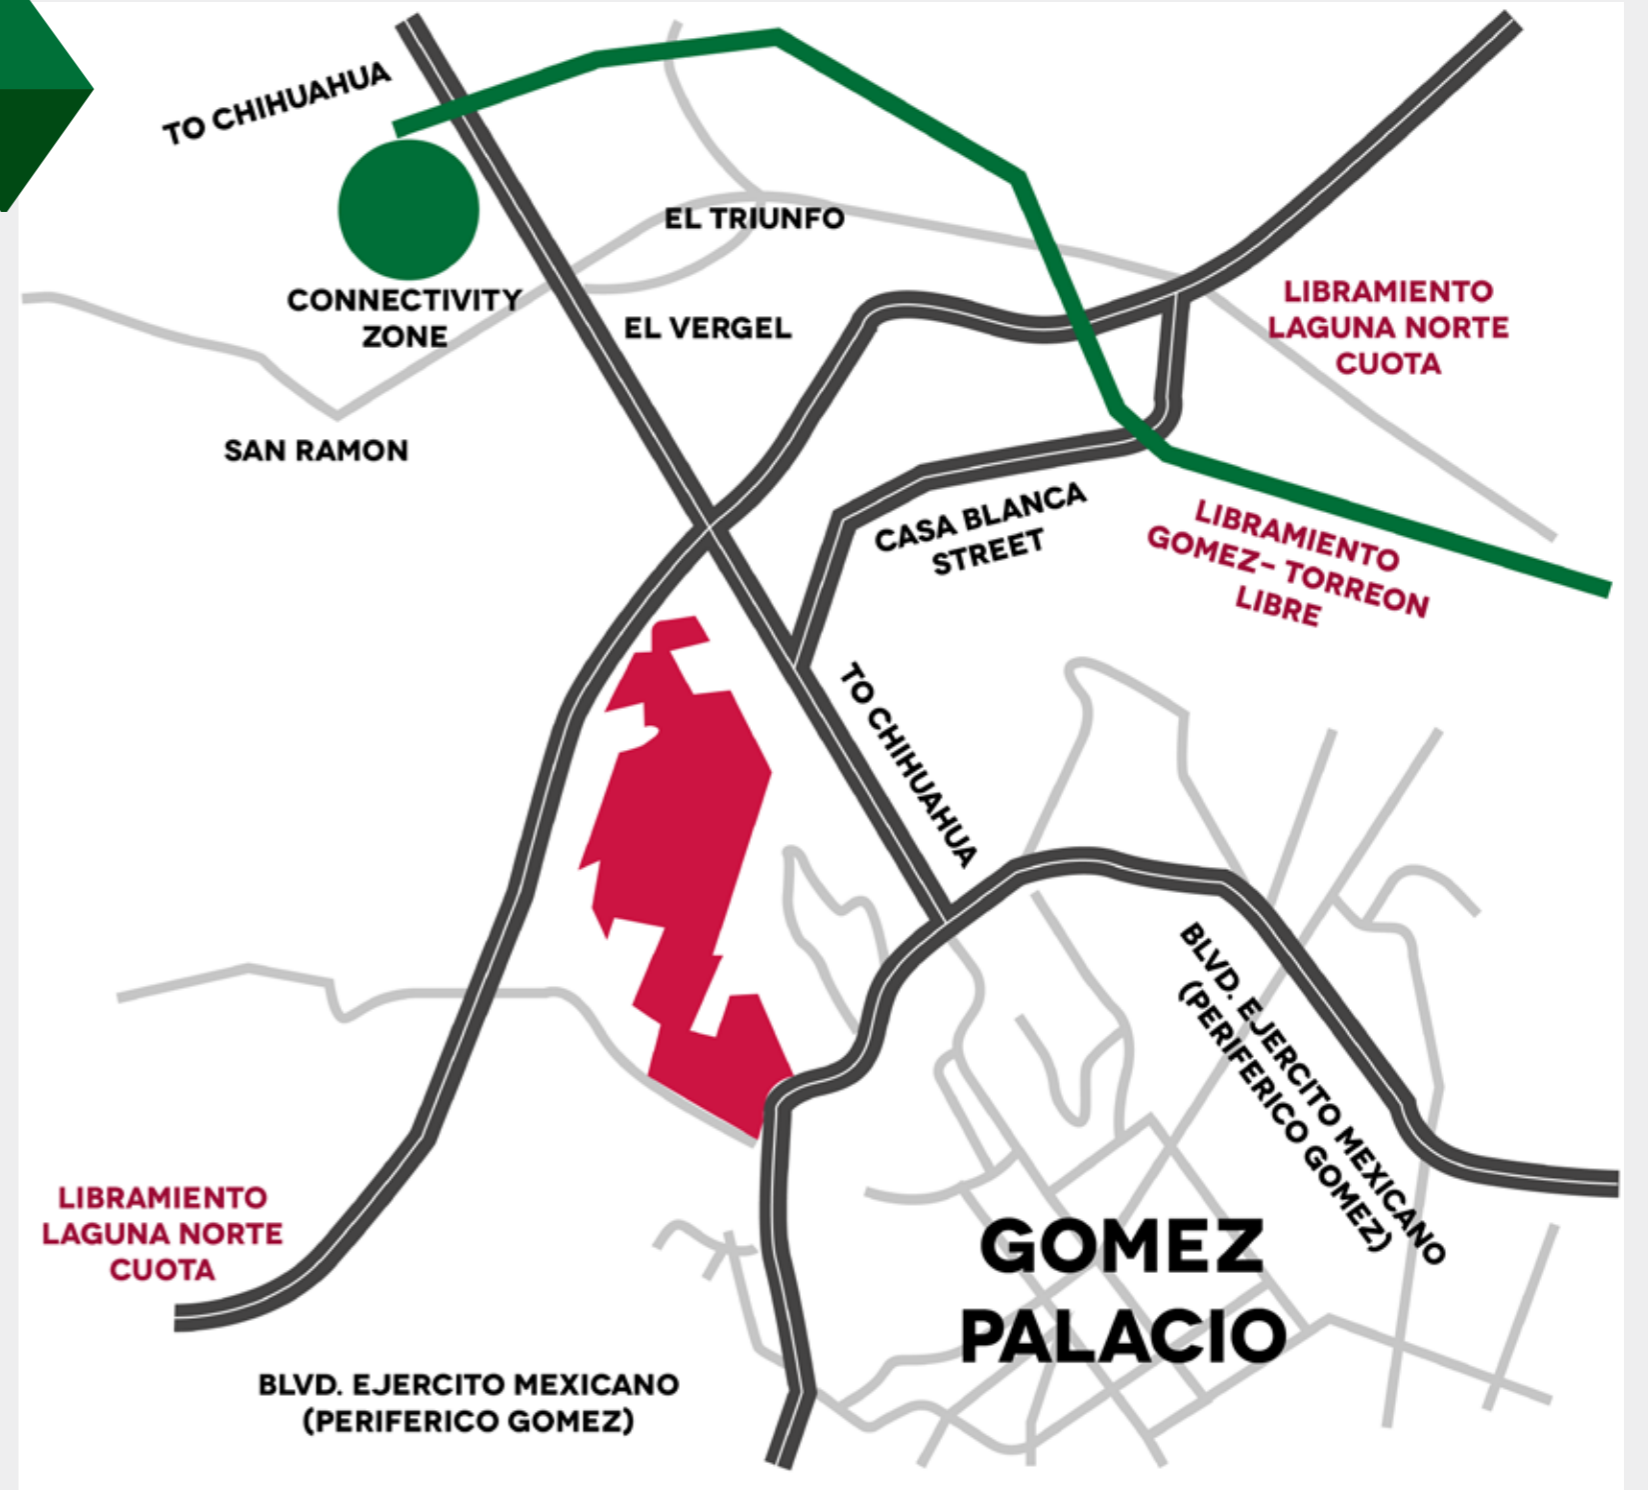 TO CHIHUAHUA
EL TRIUNFO
CONNECTIVITY
ZONE
EL VERGEL
LIBRAMIENTO
LAGUNA NORTE
CUOTA
SAN RAMON
CASA BLANCA
STREET
LIBRAMIENTO
GOMEZ- TORREON
LIBRE
TO CHIHUAHUA
BLVD. EJERCITO MEXICANO
(PERIFERICO GOMEZ)
LIBRAMIENTO
LAGUNA NORTE
CUOTA
GOMEZ
PALACIO
BLVD. EJERCITO MEXICANO
(PERIFERICO GOMEZ)